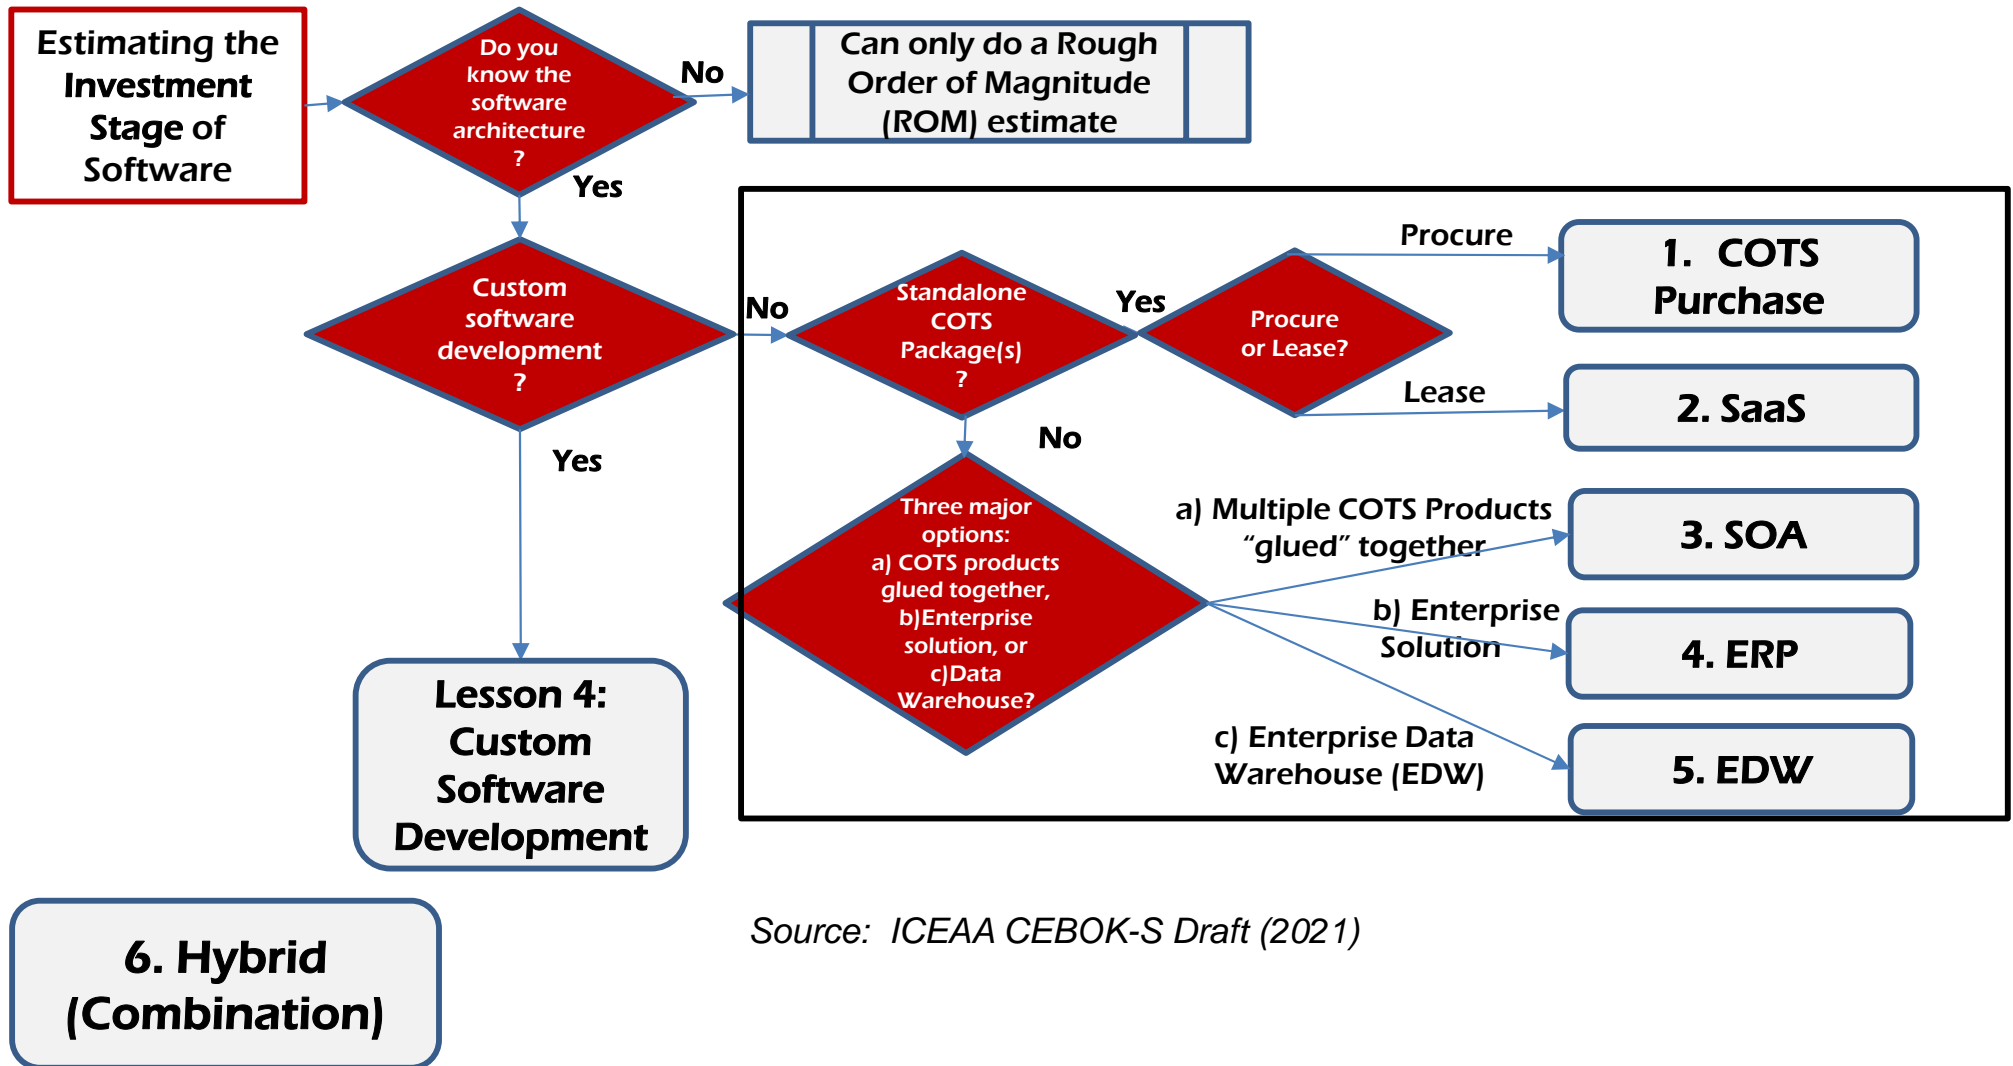 Estimating the
Investment
Stage of
Software
Do you
know the
software
architecture
?
No
Can only do a Rough
Order of Magnitude
(ROM) estimate
Yes
Custom
software
development
?
No
Standalone
COTS
Package(s)
?
Yes
Procure
or Lease?
Procure
1. COTS
Purchase
Lease
2. SaaS
No
Yes
Three major
options:
a) COTS products
glued together,
b)Enterprise
solution, or
c)Data
Warehouse?
a) Multiple COTS Products
“glued” together
3. SOA
b) Enterprise
Solution
4. ERP
c) Enterprise Data
Warehouse (EDW)
5. EDW
Lesson 4:
Custom
Software
Development
6. Hybrid
(Combination)
Source: ICEAA CEBOK-S Draft (2021)